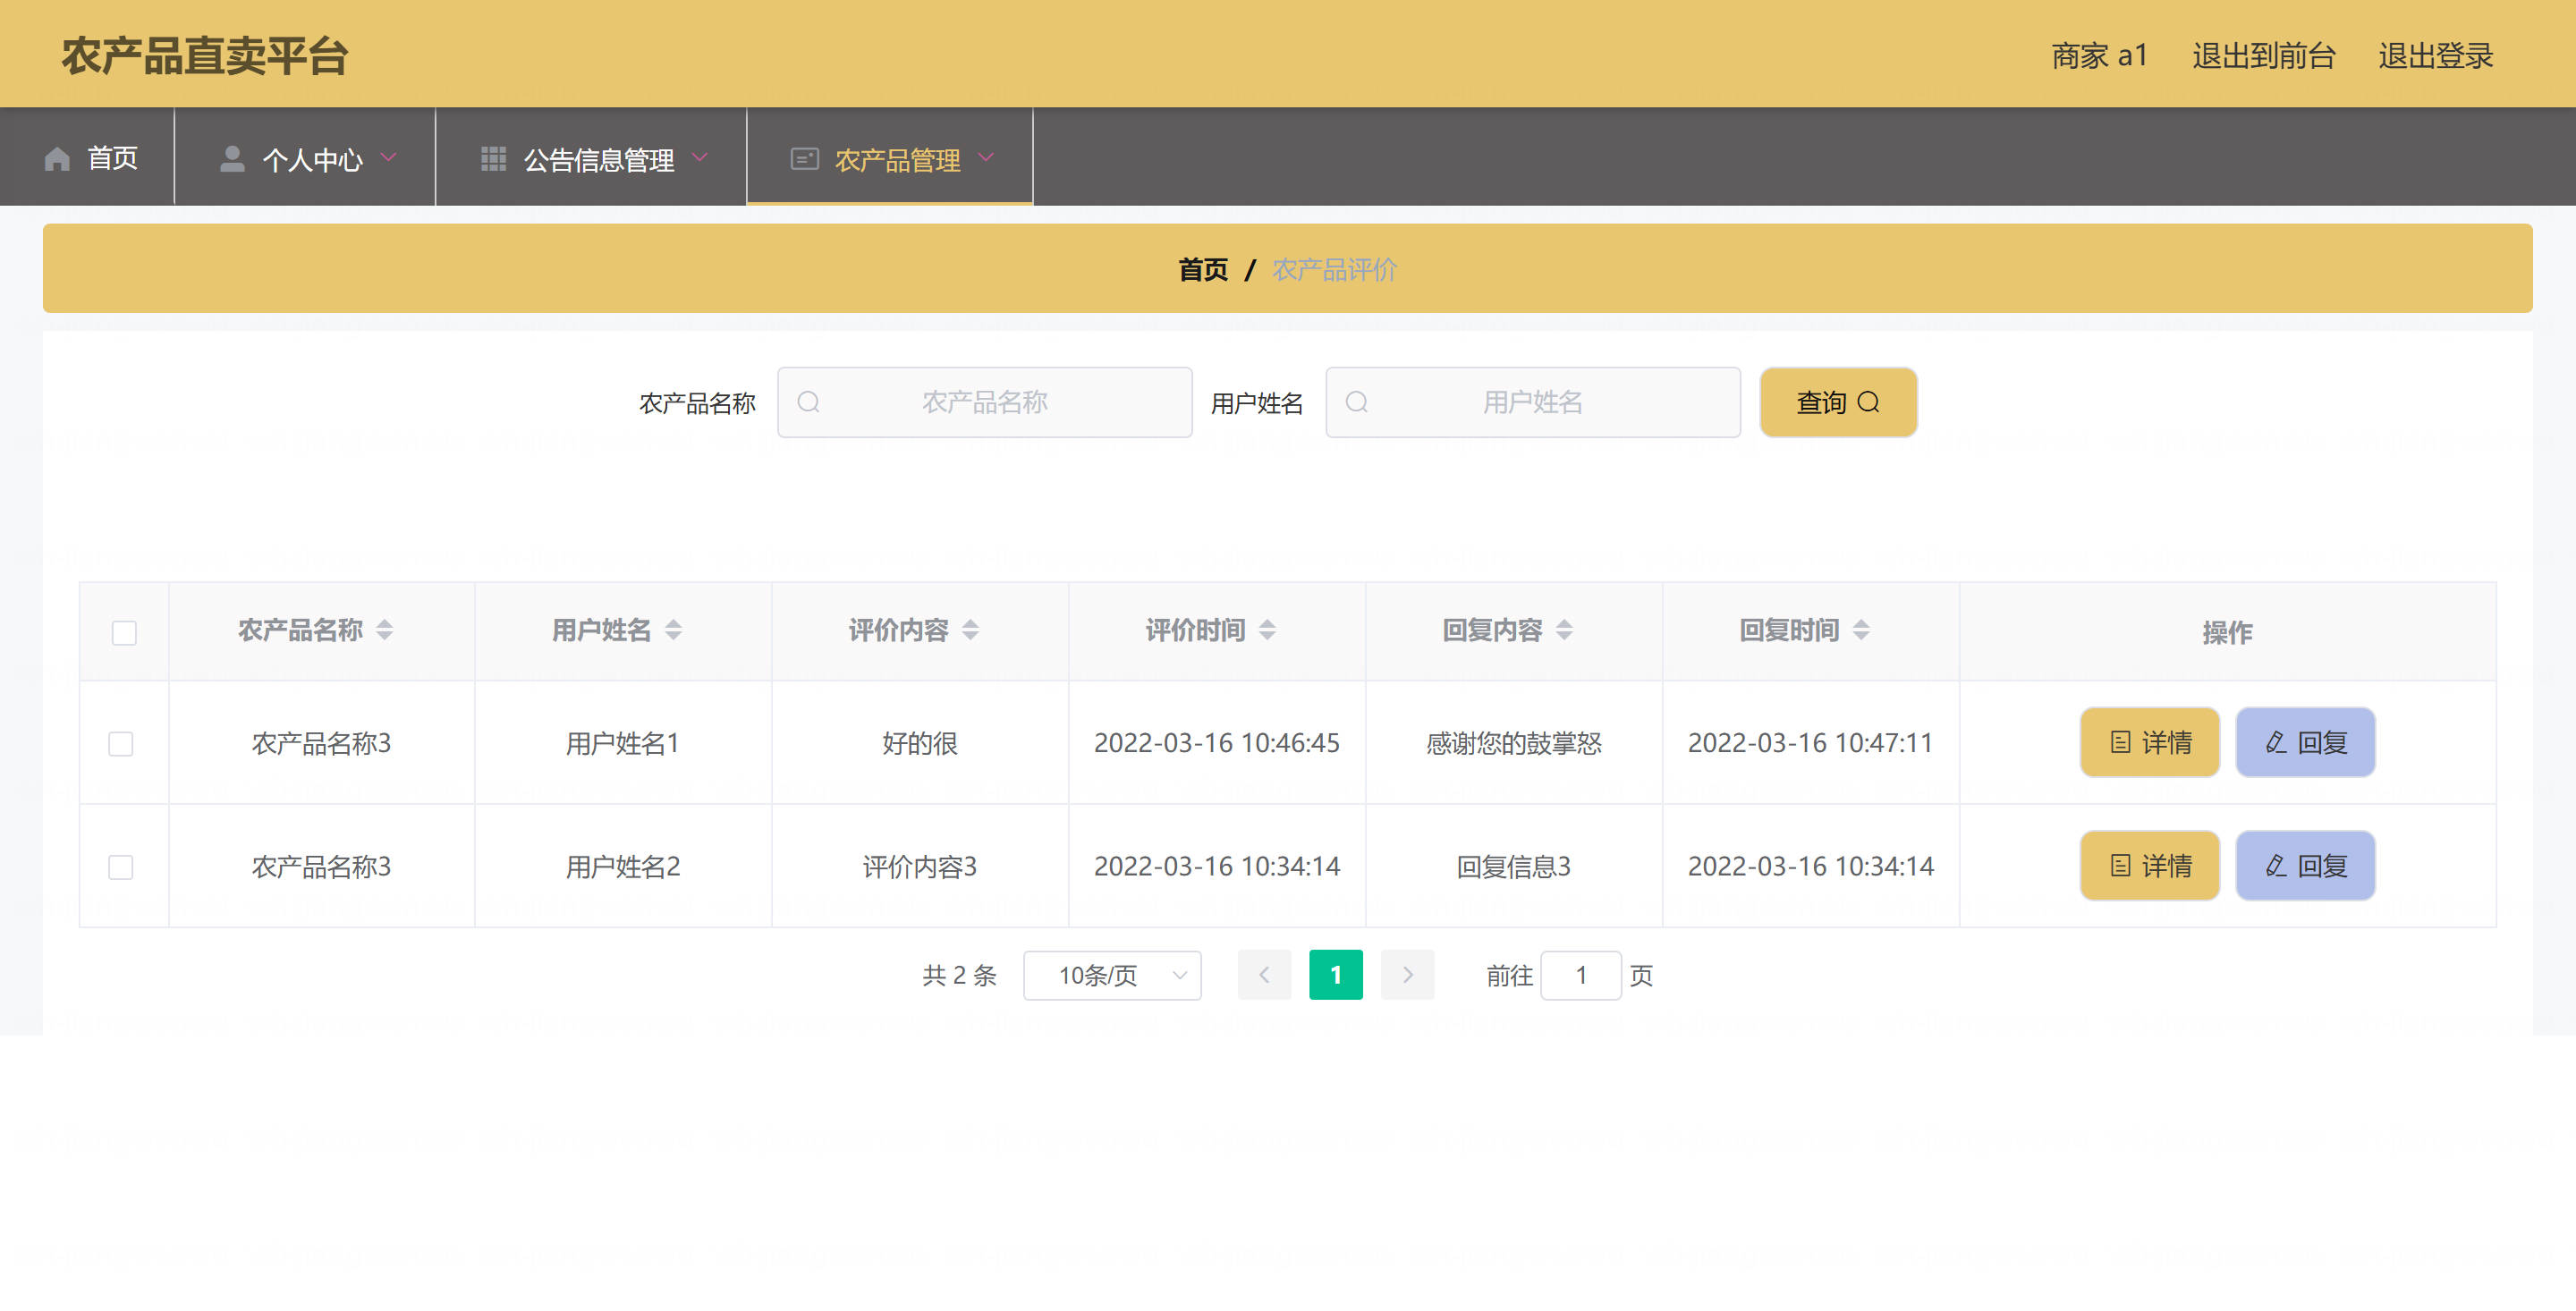 农产品直卖平台 商家 a1 退出到前台 退出登录
首页 个人中心 公告信息管理 农产品管理
首页 / 农产品评价
农产品名称 农产品名称 用户姓名 用户姓名 查询
农产品名称 用户姓名 评价内容 评价时间 回复内容 回复时间 操作
农产品名称3 用户姓名1 好的很 2022-03-16 10:46:45 感谢您的鼓掌怒 2022-03-16 10:47:11 详情 回复
农产品名称3 用户姓名2 评价内容3 2022-03-16 10:34:14 回复信息3 2022-03-16 10:34:14 详情 回复
共 2 条 10条/页 1 前往 1 页